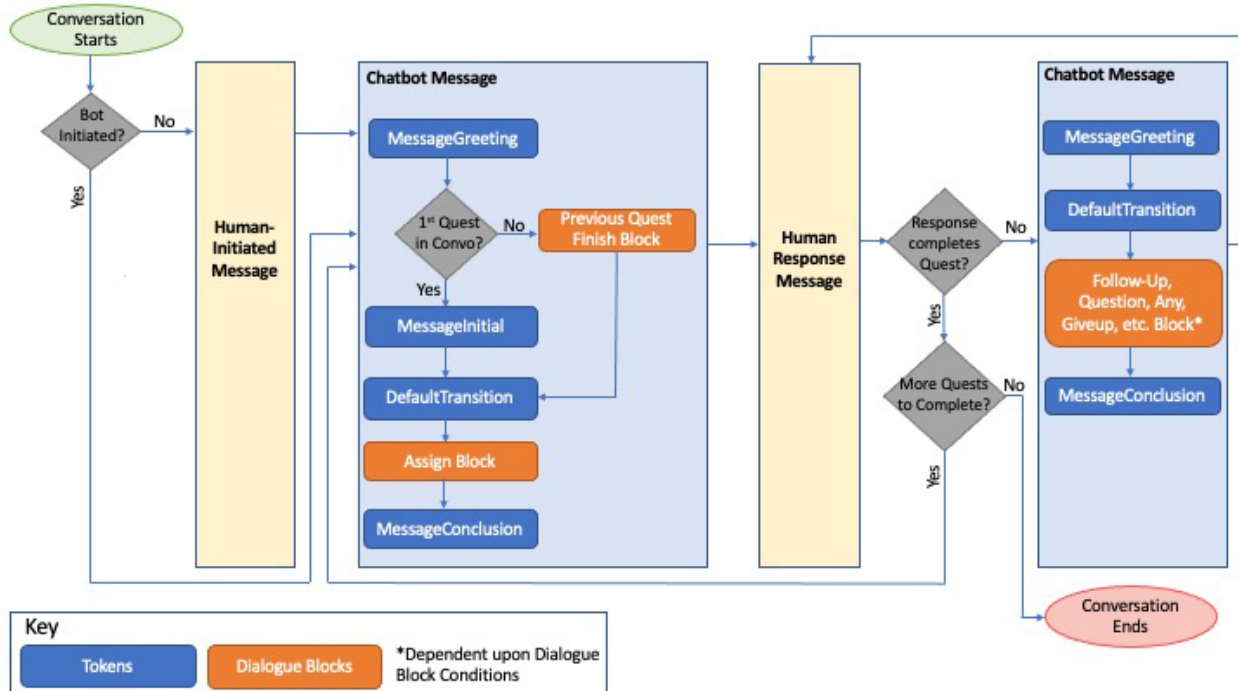 Conversation
Starts
Bot
Initiated?
No
Yes
Human-
Initiated
Message
Chatbot Message
MessageGreeting
1st Quest
in Convo?
No
Previous Quest
Finish Block
Yes
MessageInitial
DefaultTransition
Assign Block
MessageConclusion
Human
Response
Message
Response
completes
Quest?
No
Yes
More Quests
to Complete?
No
Yes
Chatbot Message
MessageGreeting
DefaultTransition
Follow-Up,
Question, Any,
Giveup, etc. Block*
MessageConclusion
Conversation
Ends
Key
Tokens
Dialogue Blocks
*Dependent upon Dialogue
Block Conditions